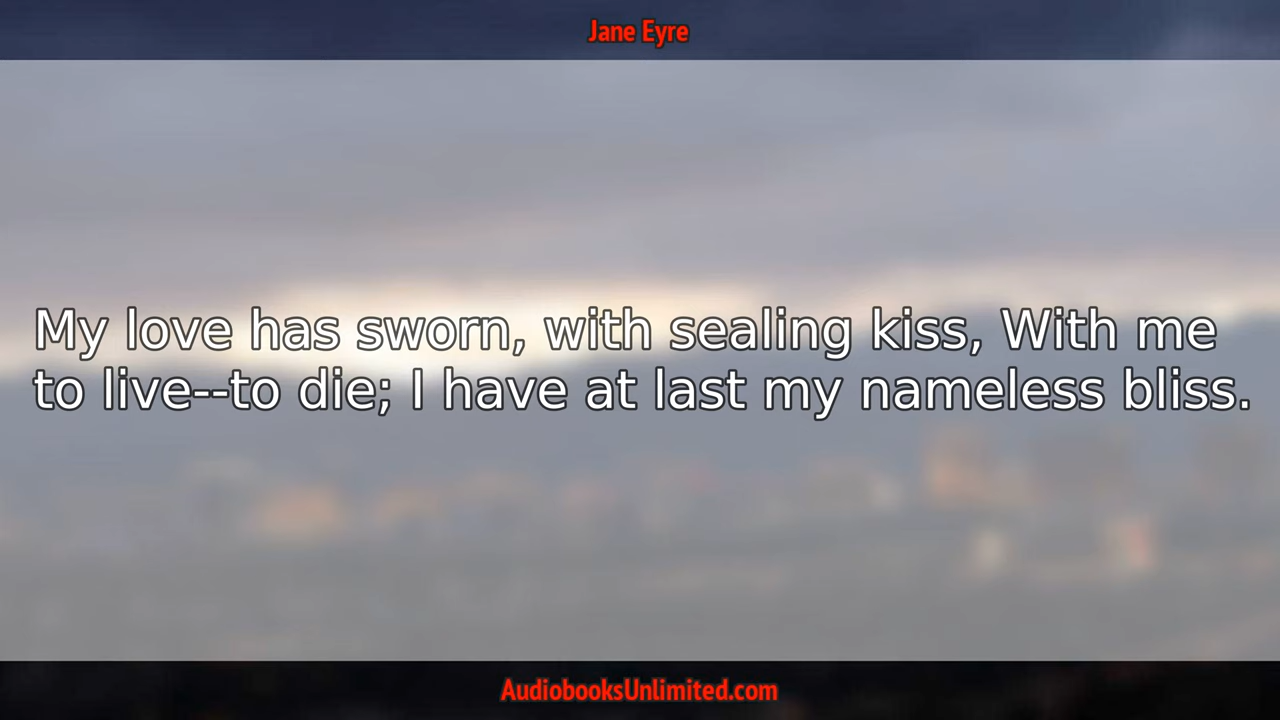 Jane Eyre
My love has sworn, with sealing kiss, With me
to live--to die; I have at last my nameless bliss.
AudiobooksUnlimited.com